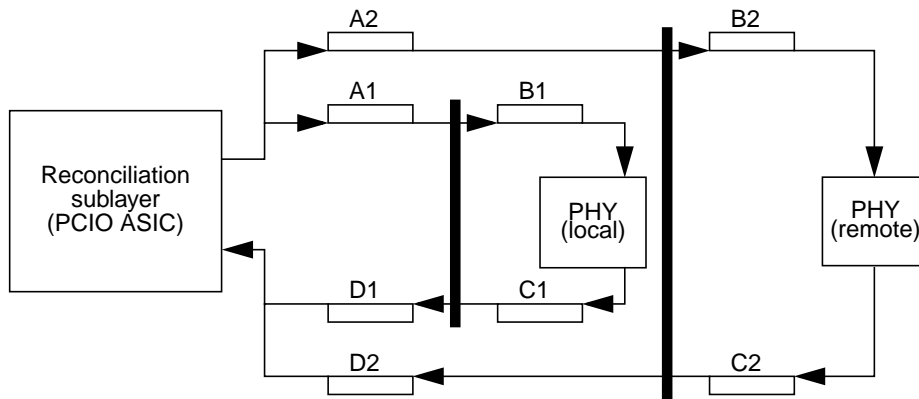 A2
B2
A1
B1
Reconciliation
sublayer
(PCIO ASIC)
PHY
(local)
PHY
(remote)
D1
C1
D2
C2